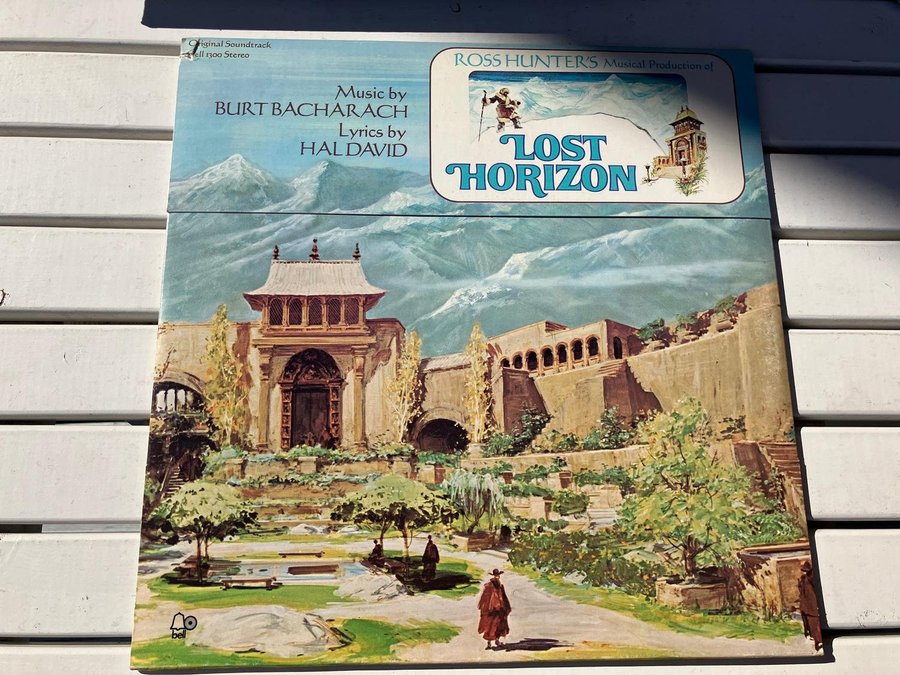 Original Soundtrack
Bell 1300 Stereo
Music by
BURT BACHARACH
Lyrics by
HAL DAVID
ROSS HUNTER'S Musical Production of
LOST
HORIZON
bell